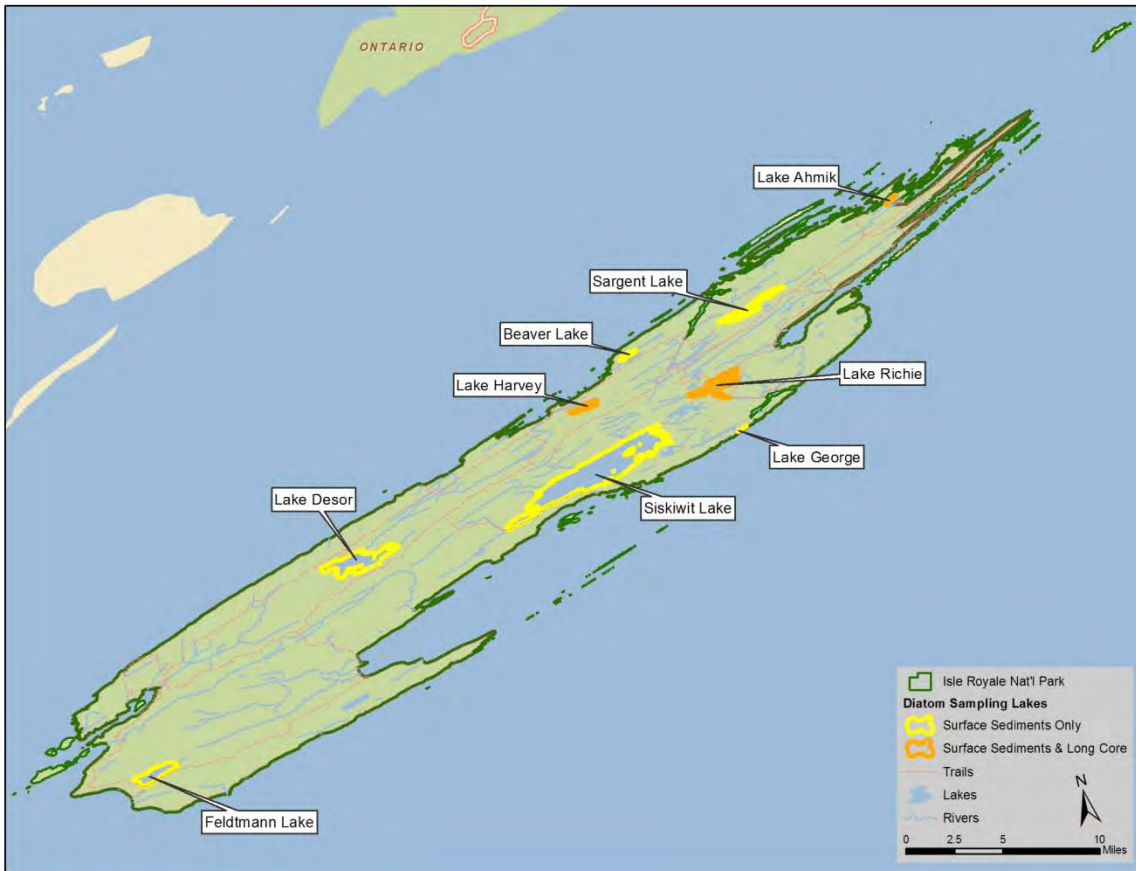 ONTARIO
Lake Ahmik
Sargent Lake
Beaver Lake
Lake Harvey
Lake Richie
Lake George
Siskiwit Lake
Lake Desor
Feldtmann Lake
Isle Royale Nat'l Park
Diatom Sampling Lakes
Surface Sediments Only
Surface Sediments & Long Core
Trails
Lakes
Rivers
N
0 2.5 5 10
Miles